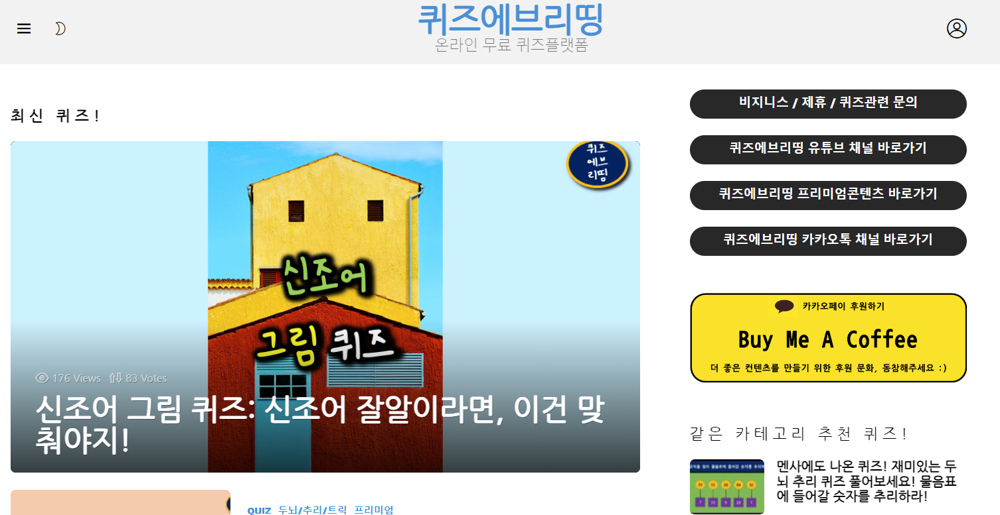 퀴즈에브리띵
온라인 무료 퀴즈플랫폼
최신 퀴즈!
퀴즈
에브
리띵
신조어
그림 퀴즈
176 Views 83 Votes
신조어 그림 퀴즈: 신조어 잘알이라면, 이건 맞
춰야지!
QUIZ 두뇌/추리/트릭 프리미엄
비지니스 / 제휴 / 퀴즈관련 문의
퀴즈에브리띵 유튜브 채널 바로가기
퀴즈에브리띵 프리미엄콘텐츠 바로가기
퀴즈에브리띵 카카오톡 채널 바로가기
카카오페이 후원하기
Buy Me A Coffee
더 좋은 컨텐츠를 만들기 위한 후원 문화, 동참해주세요 :)
같은 카테고리 추천 퀴즈!
멘사에도 나온 퀴즈! 재미있는 두
뇌 추리 퀴즈 풀어보세요! 물음표
에 들어갈 숫자를 추리하라!